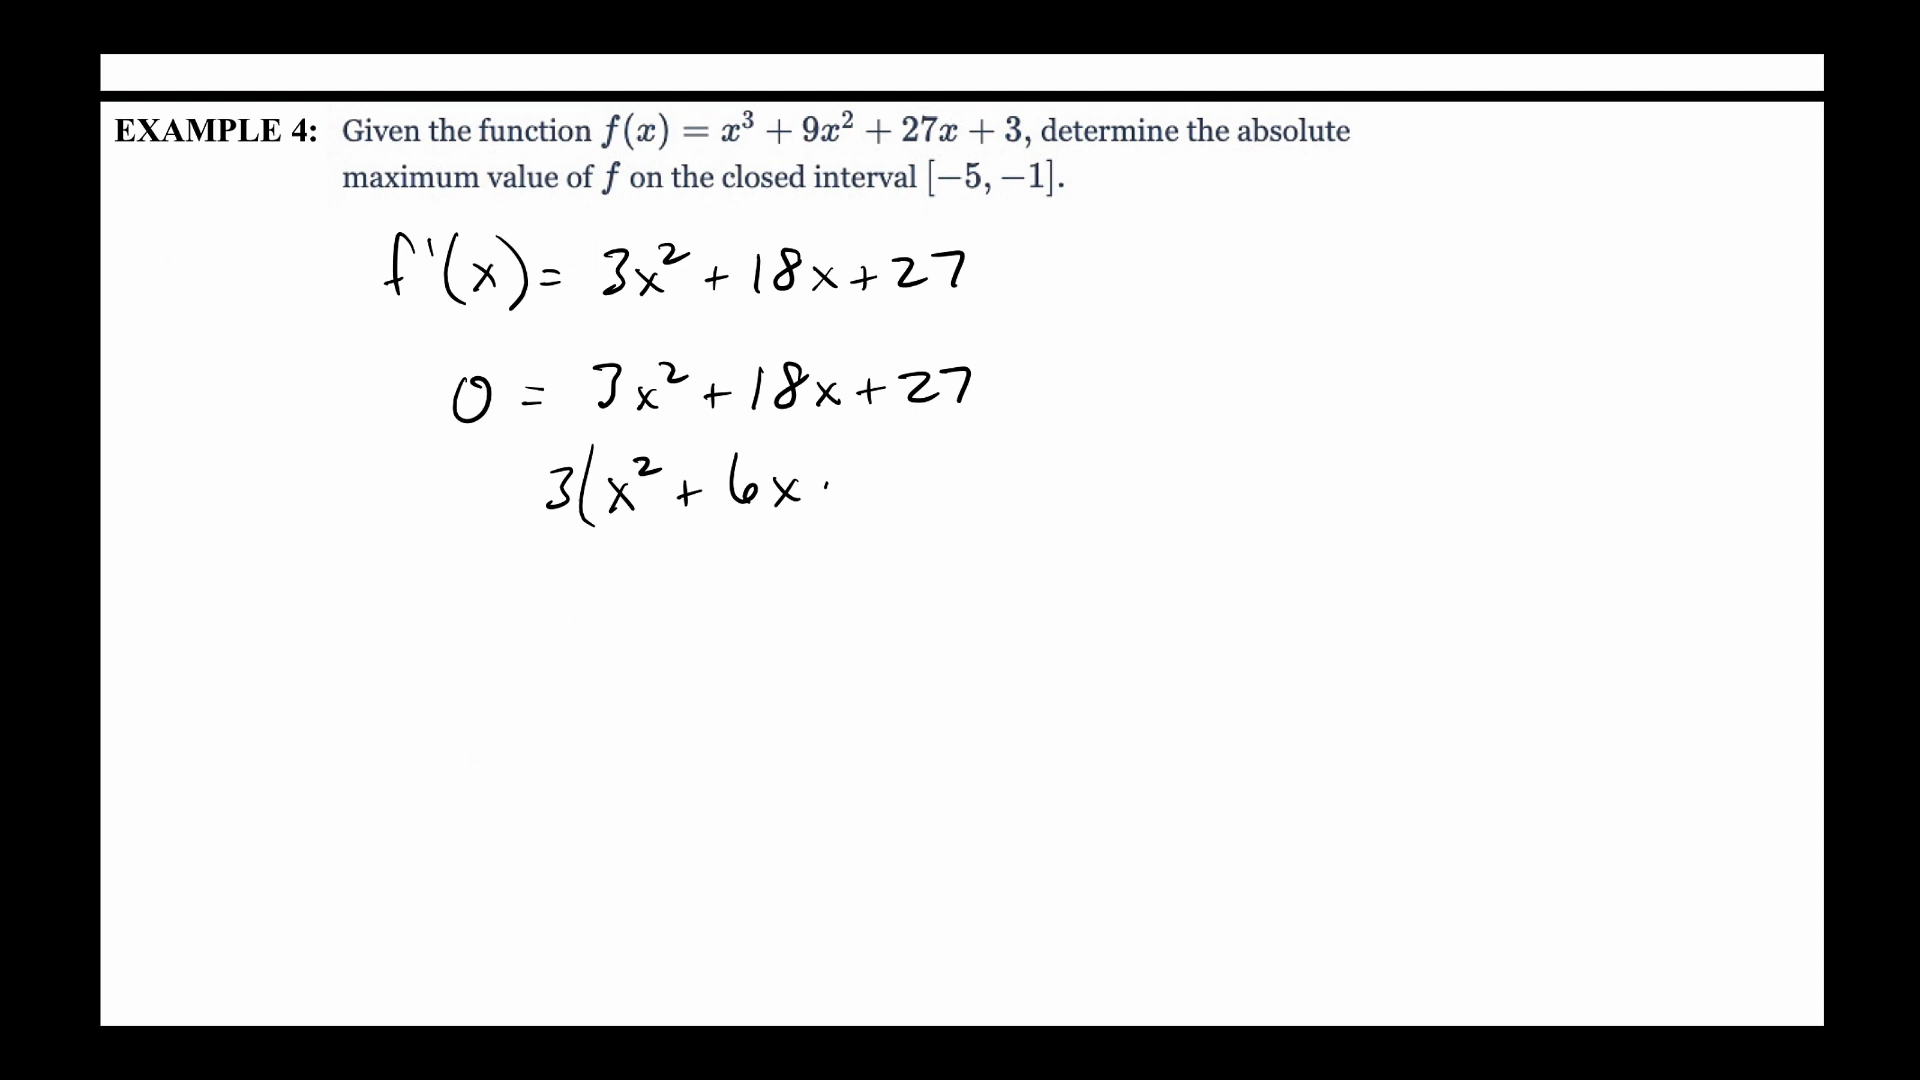 EXAMPLE 4: Given the function f(x) = x³ + 9x² + 27x + 3, determine the absolute
maximum value of f on the closed interval [−5, −1].
f'(x) = 3x² + 18x + 27
0 = 3x² + 18x + 27
3(x² + 6x ·